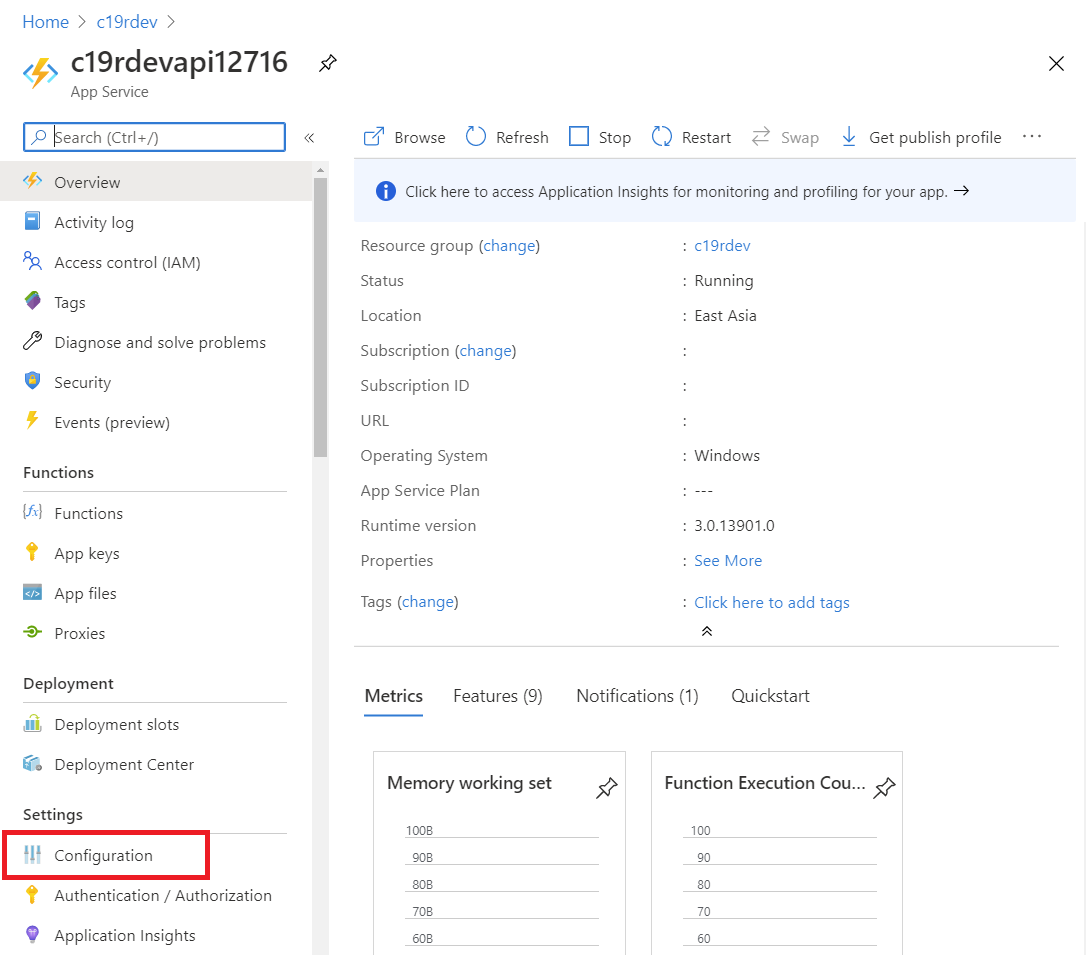 Home > c19rdev >
c19rdevapi12716
App Service
Search (Ctrl+/)
«
Overview
Activity log
Access control (IAM)
Tags
Diagnose and solve problems
Security
Events (preview)
Functions
Functions
App keys
App files
Proxies
Deployment
Deployment slots
Deployment Center
Settings
Configuration
Authentication / Authorization
Application Insights
Browse Refresh Stop Restart Swap Get publish profile ...
Click here to access Application Insights for monitoring and profiling for your app. →
Resource group (change) : c19rdev
Status : Running
Location : East Asia
Subscription (change) :
Subscription ID :
URL :
Operating System : Windows
App Service Plan : ---
Runtime version : 3.0.13901.0
Properties : See More
Tags (change) : Click here to add tags
Metrics Features (9) Notifications (1) Quickstart
Memory working set
100B
90B
80B
70B
60B
Function Execution Cou...
100
90
80
70
60